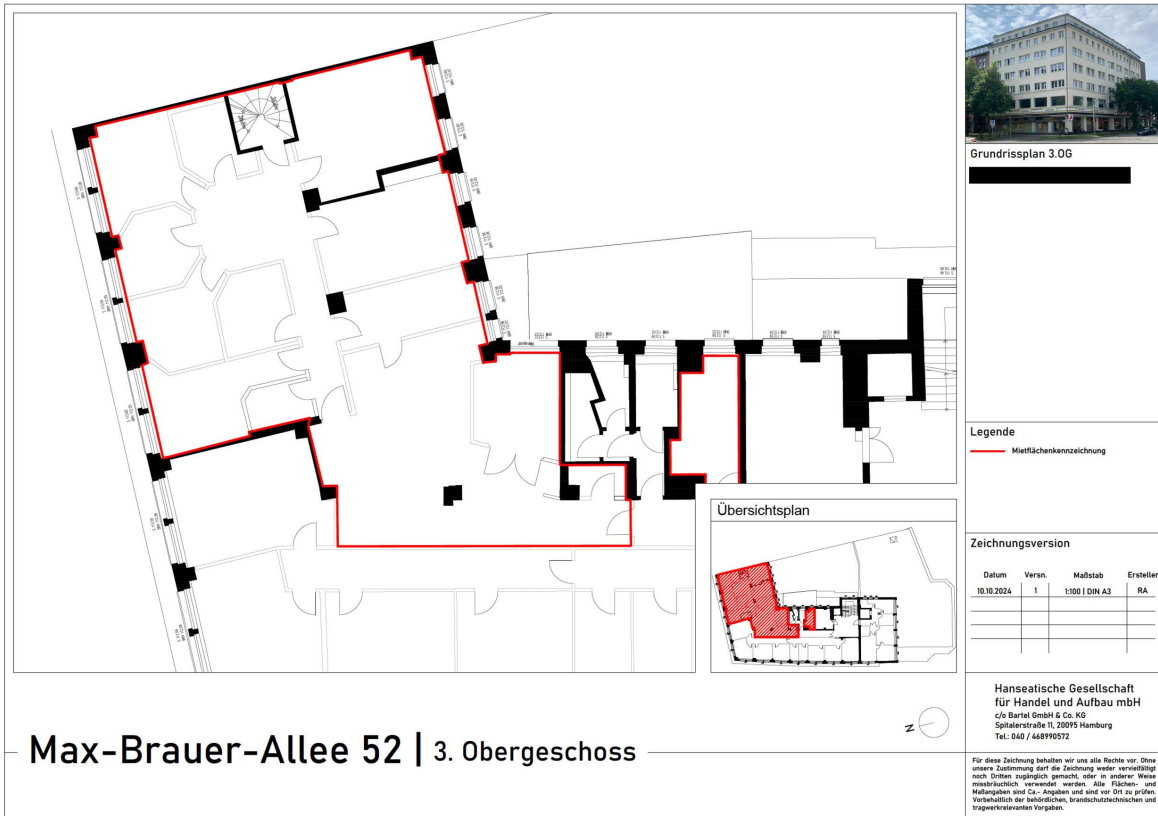 Grundrissplan 3.OG
Legende
Mietflächenkennzeichnung
Übersichtsplan
Zeichnungsversion
Datum Versn. Maßstab Ersteller
10.10.2024 1 1:100 | DIN A3 RA
Hanseatische Gesellschaft
für Handel und Aufbau mbH
c/o Bartel GmbH & Co. KG
Spitalerstraße 11, 20095 Hamburg
Tel.: 040 / 468990572
N
Max-Brauer-Allee 52 | 3. Obergeschoss
Für diese Zeichnung behalten wir uns alle Rechte vor. Ohne
unsere Zustimmung darf die Zeichnung weder vervielfältigt
noch Dritten zugänglich gemacht, oder in anderer Weise
missbräuchlich verwendet werden. Alle Flächen- und
Maßangaben sind Ca.- Angaben und sind vor Ort zu prüfen.
Vorbehaltlich der behördlichen, brandschutztechnischen und
tragwerkrelevanten Vorgaben.